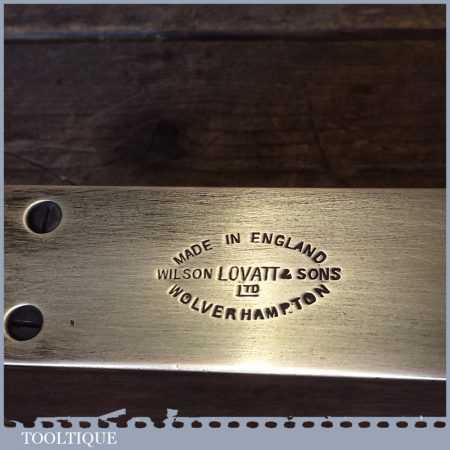 MADE IN ENGLAND
WILSON LOVATT & SONS
LTD
WOLVERHAMPTON
TOOLTIQUE